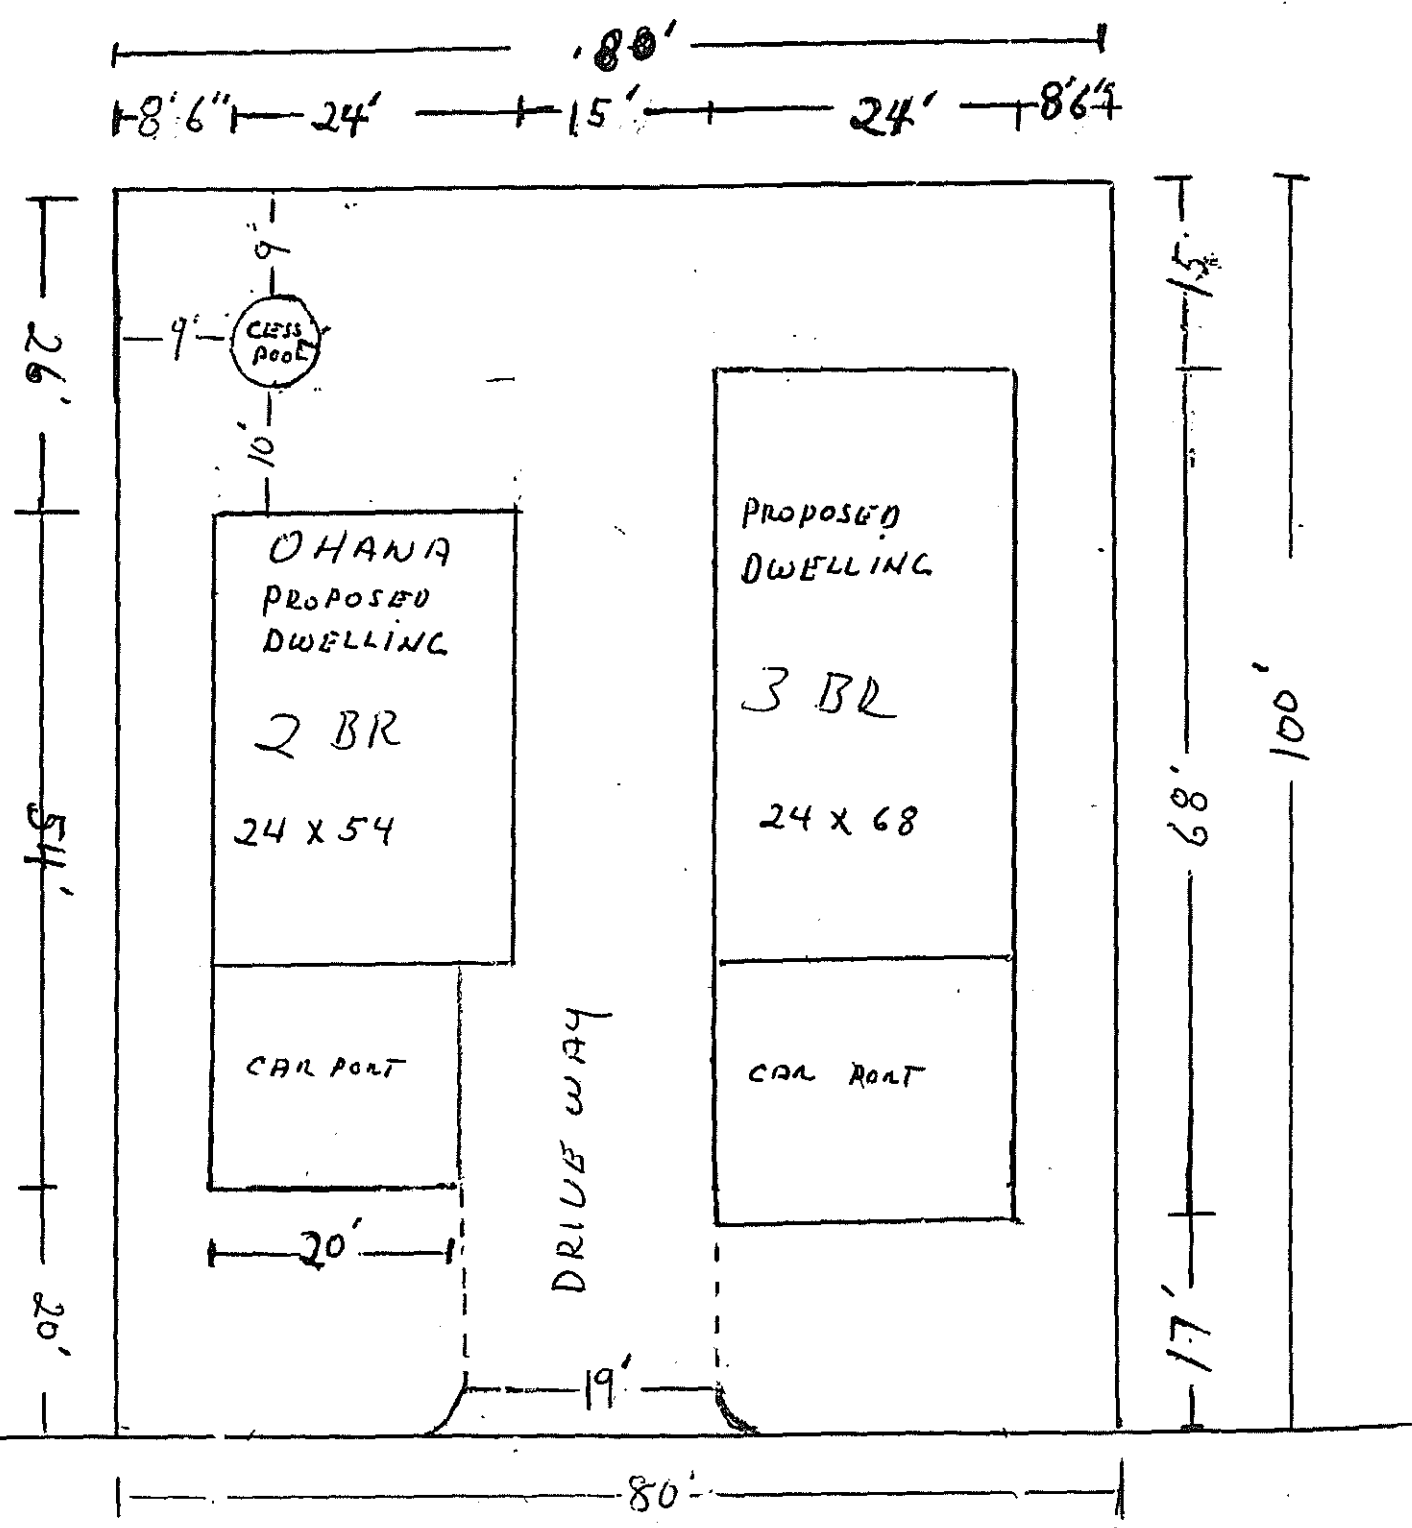 80'
8'6" 24' 15' 24' 8'6"
9'
15'
26'
9'
CESS
POOL
7'
10'
OHANA
PROPOSED
DWELLING
2 BR
24 x 54
CAR PORT
PROPOSED
DWELLING
3 BR
24 x 68
CAR PORT
54'
68'
100'
DRIVE WAY
20'
20'
17'
19'
80'